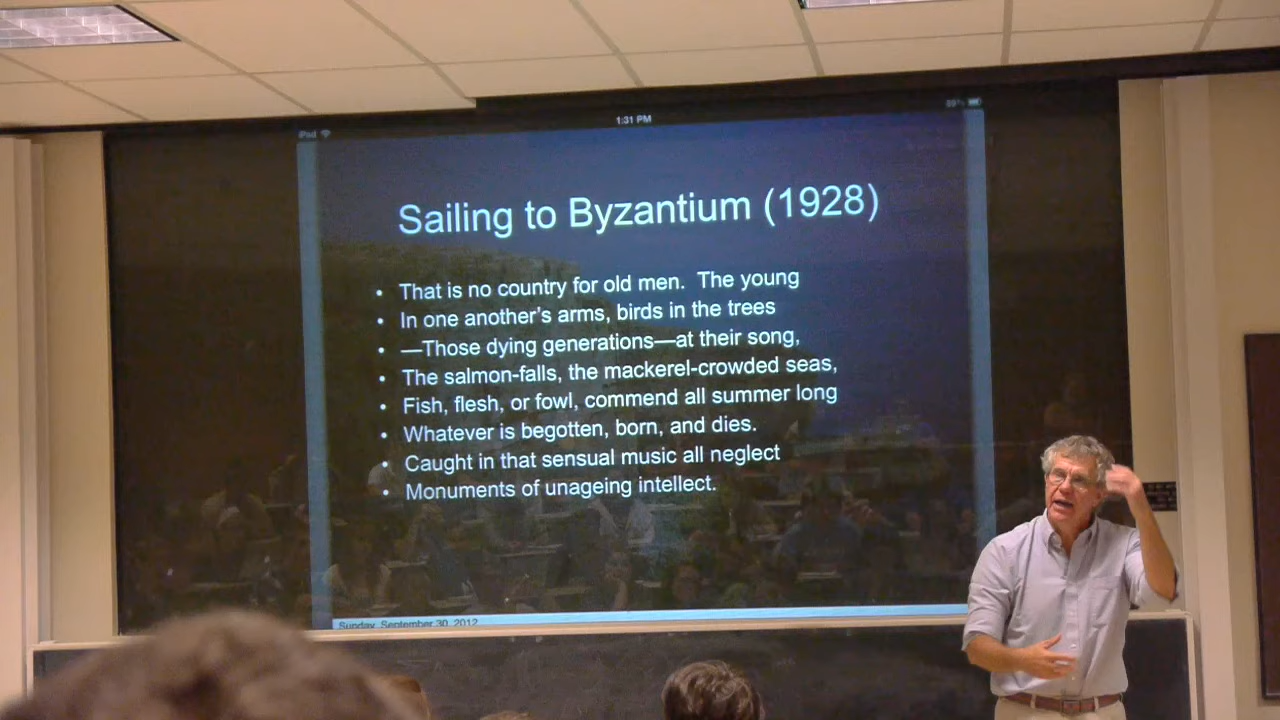 iPod
1:31 PM
89%
Sailing to Byzantium (1928)
• That is no country for old men.  The young
• In one another's arms, birds in the trees
• —Those dying generations—at their song,
• The salmon-falls, the mackerel-crowded seas,
• Fish, flesh, or fowl, commend all summer long
• Whatever is begotten, born, and dies.
• Caught in that sensual music all neglect
• Monuments of unageing intellect.
Sunday, September 30, 2012